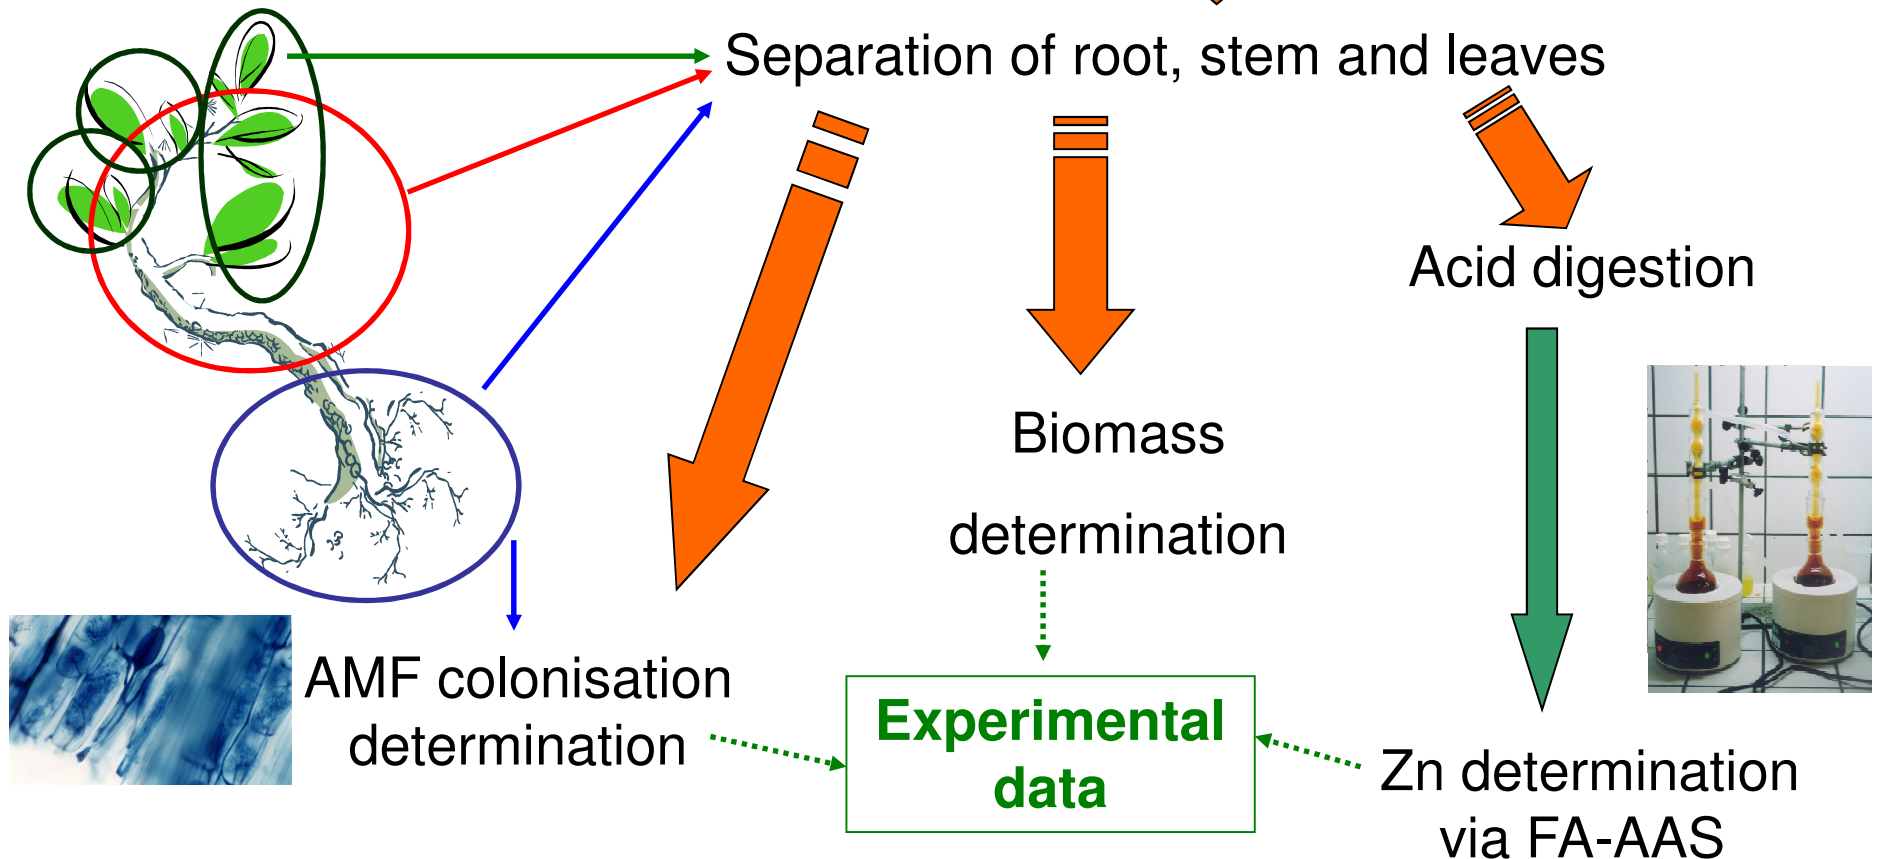 Separation of root, stem and leaves
Acid digestion
Biomass
determination
AMF colonisation
determination
Experimental
data
Zn determination
via FA-AAS